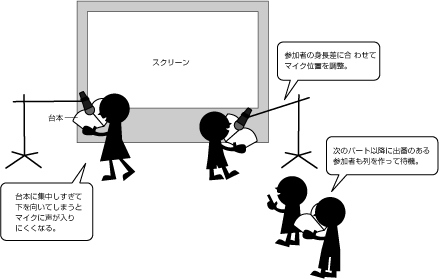 スクリーン
参加者の身長差に合 わせて
マイク位置を調整。
台本
次のパート以降に出番のある
参加者も列を作って待機。
台本に集中しすぎて
下を向いてしまうと
マイクに声が入り
にくくなる。